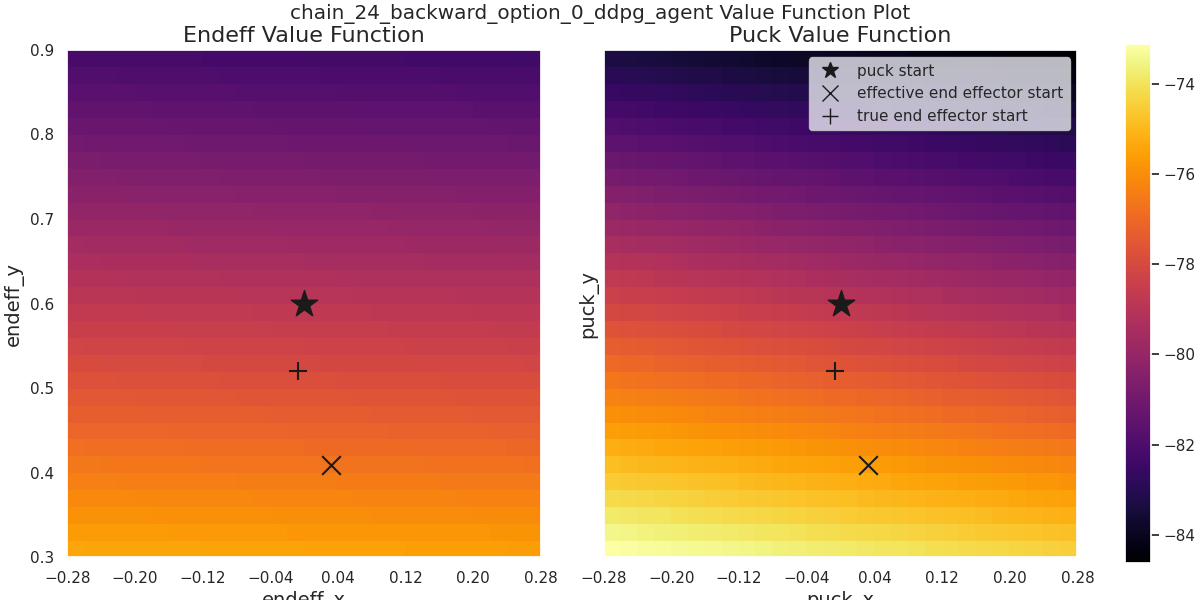 chain_24_backward_option_0_ddpg_agent Value Function Plot
Endeff Value Function
Puck Value Function
puck start
effective end effector start
true end effector start
endeff_y
0.9
0.8
0.7
0.6
0.5
0.4
0.3
−0.28 −0.20 −0.12 −0.04 0.04 0.12 0.20 0.28
endeff_x
puck_y
−0.28 −0.20 −0.12 −0.04 0.04 0.12 0.20 0.28
puck_x
−74
−76
−78
−80
−82
−84